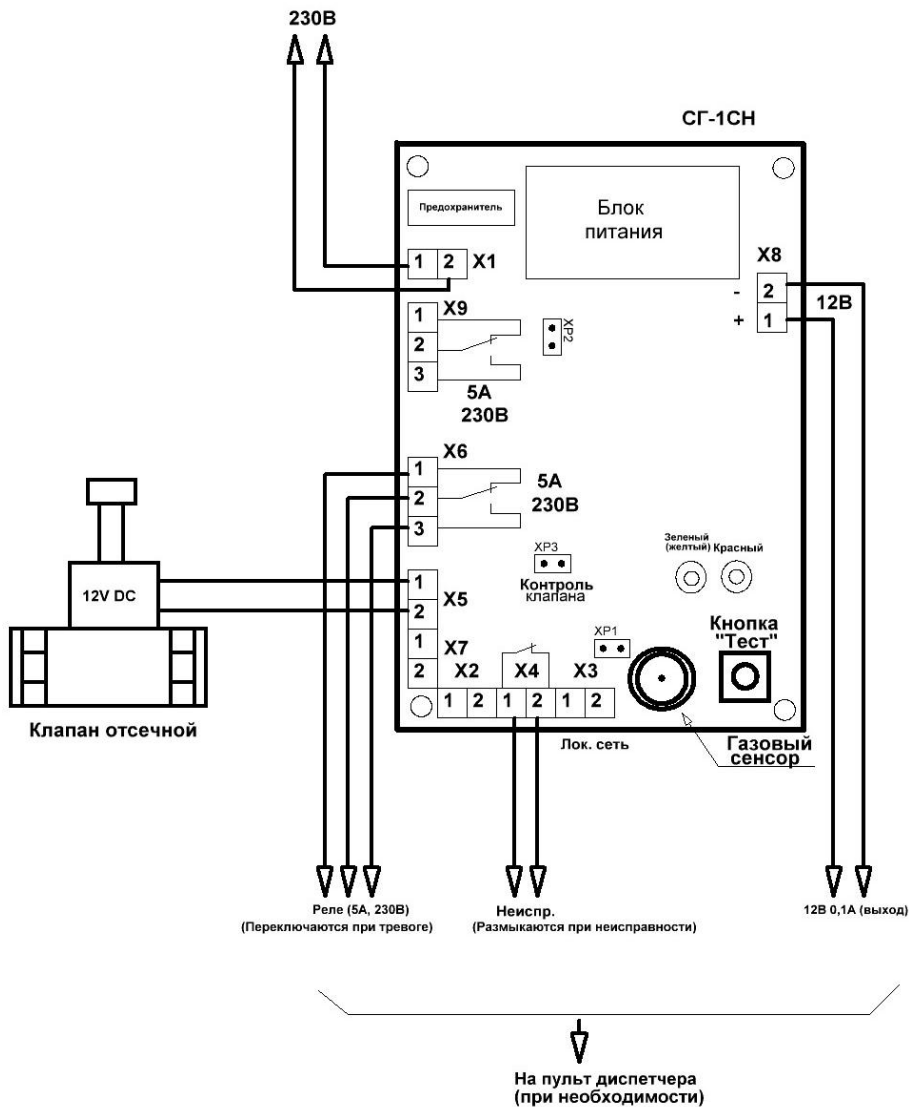 230В
СГ-1СН
Предохранитель
Блок
питания
1 2 X1
X8
- 2 12В
+ 1
X9
1
2
3
XP2
5А
230В
X6
1
2
3
5А
230В
XP3
Контроль
клапана
Зеленый
(желтый) Красный
12V DC
1
X5
2
1
X7
2
XP1
Кнопка
"Тест"
X2 X4 X3
1 2 1 2 1 2
Клапан отсечной
Лок. сеть
Газовый
сенсор
Реле (5А, 230В)
(Переключаются при тревоге)
Неиспр.
(Размыкаются при неисправности)
12В 0,1А (выход)
На пульт диспетчера
(при необходимости)